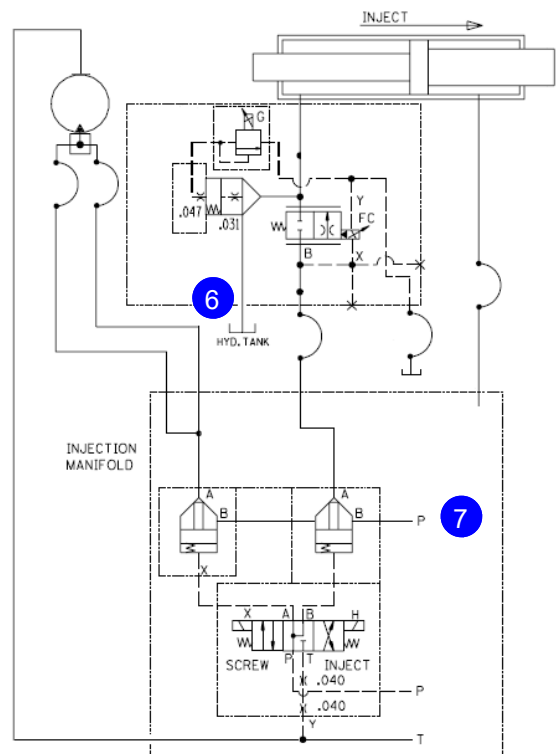 INJECT
G
Y
FC
.047
.031
B
X
6
HYD. TANK
INJECTION
MANIFOLD
A
A
B
B
P
7
X
A
B
X
H
P
T
SCREW
INJECT
.040
P
.040
Y
T